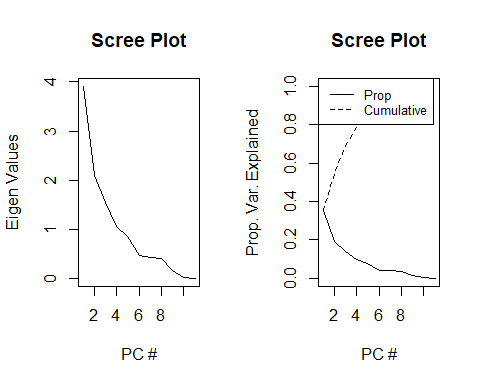 Scree Plot
Eigen Values
4
3
2
1
0
2 4 6 8
PC #
Scree Plot
Prop. Var. Explained
1.0
0.8
0.6
0.4
0.2
0.0
Prop
Cumulative
2 4 6 8
PC #